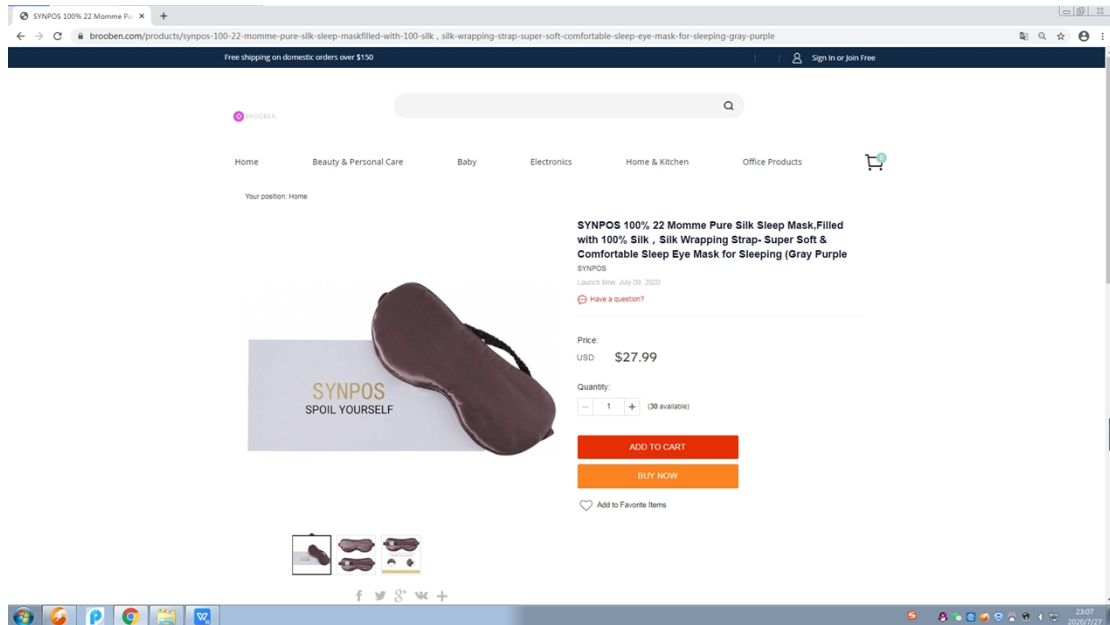 SYNPOS 100% 22 Momme Pu
brooben.com/products/synpos-100-22-momme-pure-silk-sleep-maskfilled-with-100-silk，silk-wrapping-strap-super-soft-comfortable-sleep-eye-mask-for-sleeping-gray-purple
Free shipping on domestic orders over $150
Sign In or Join Free
BROOBEN
Home
Beauty & Personal Care
Baby
Electronics
Home & Kitchen
Office Products
0
Your position: Home
SYNPOS 100% 22 Momme Pure Silk Sleep Mask,Filled
with 100% Silk，Silk Wrapping Strap- Super Soft &
Comfortable Sleep Eye Mask for Sleeping (Gray Purple
SYNPOS
Launch time: July 09, 2020
Have a question?
Price:
USD $27.99
Quantity:
1
(30 available)
ADD TO CART
BUY NOW
Add to Favorite Items
SYNPOS
SPOIL YOURSELF
23:07
2020/7/27